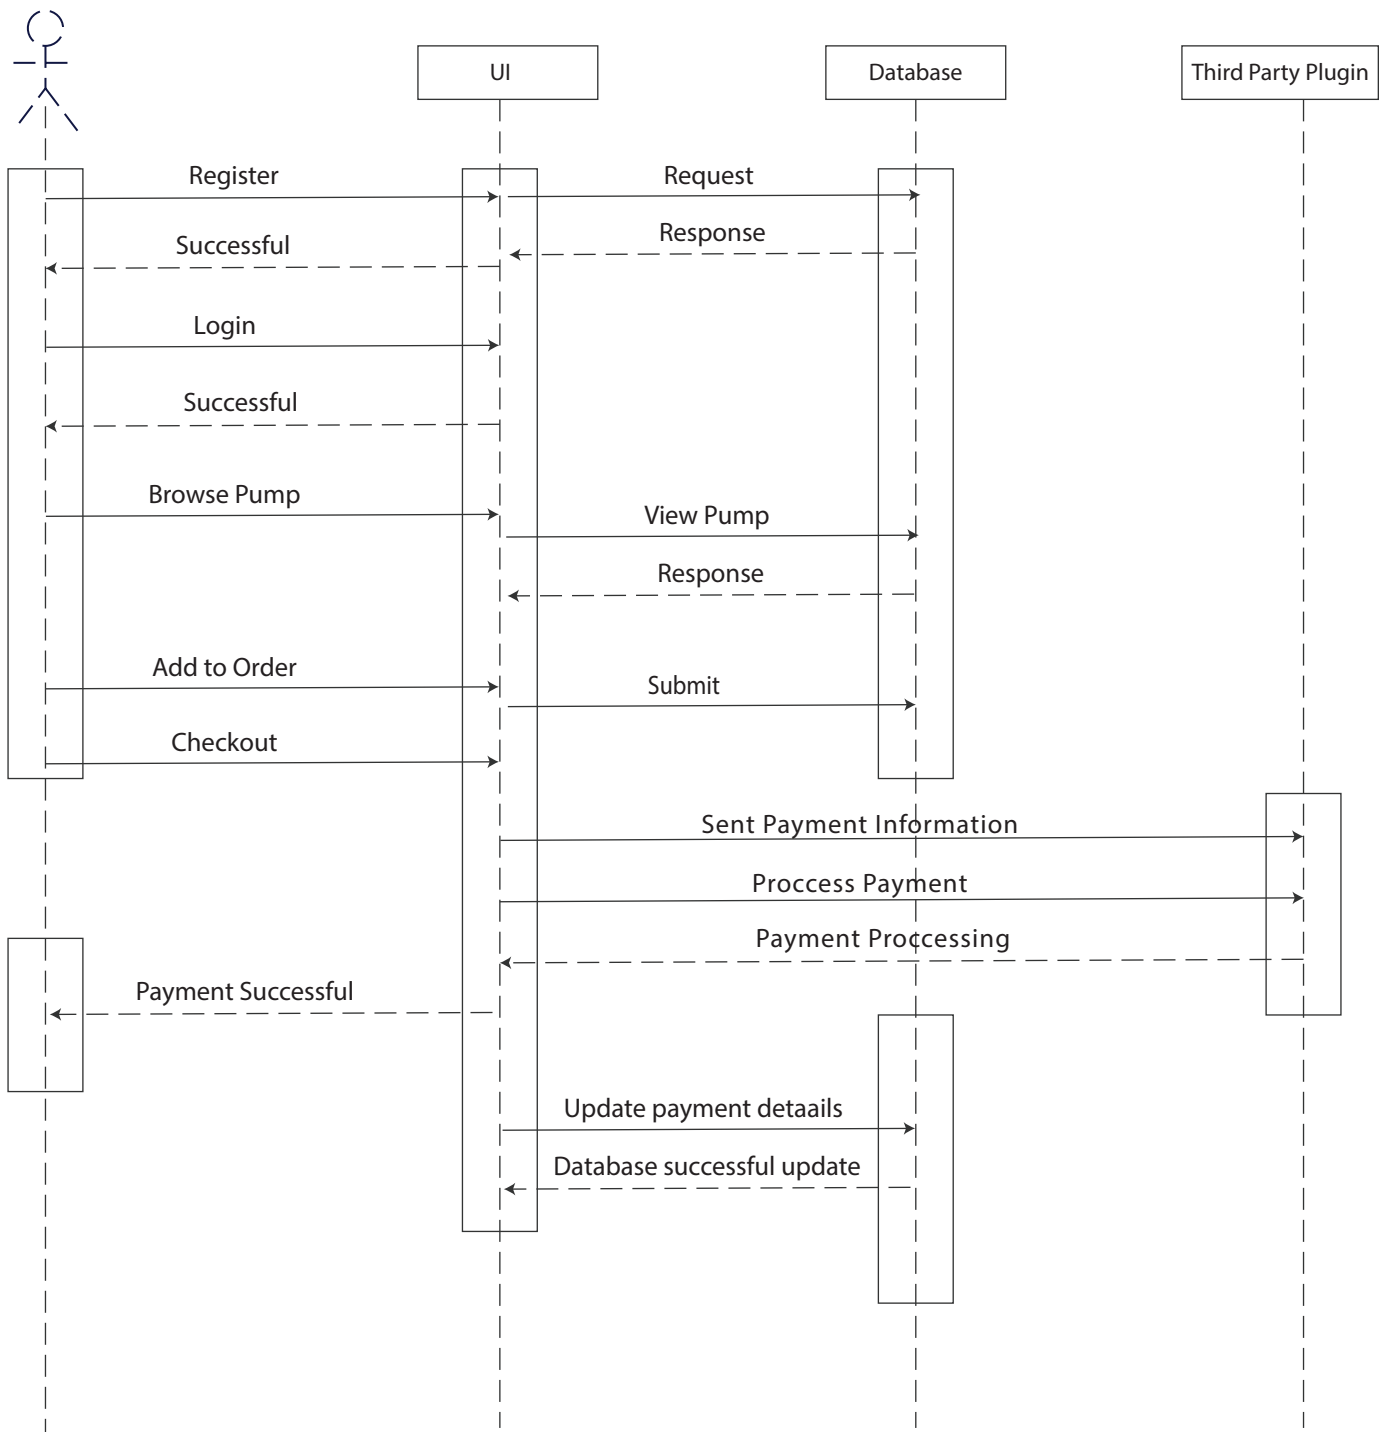 UI
Database
Third Party Plugin
Register
Request
Response
Successful
Login
Successful
Browse Pump
View Pump
Response
Add to Order
Submit
Checkout
Sent Payment Information
Proccess Payment
Payment Proccessing
Payment Successful
Update payment detaails
Database successful update